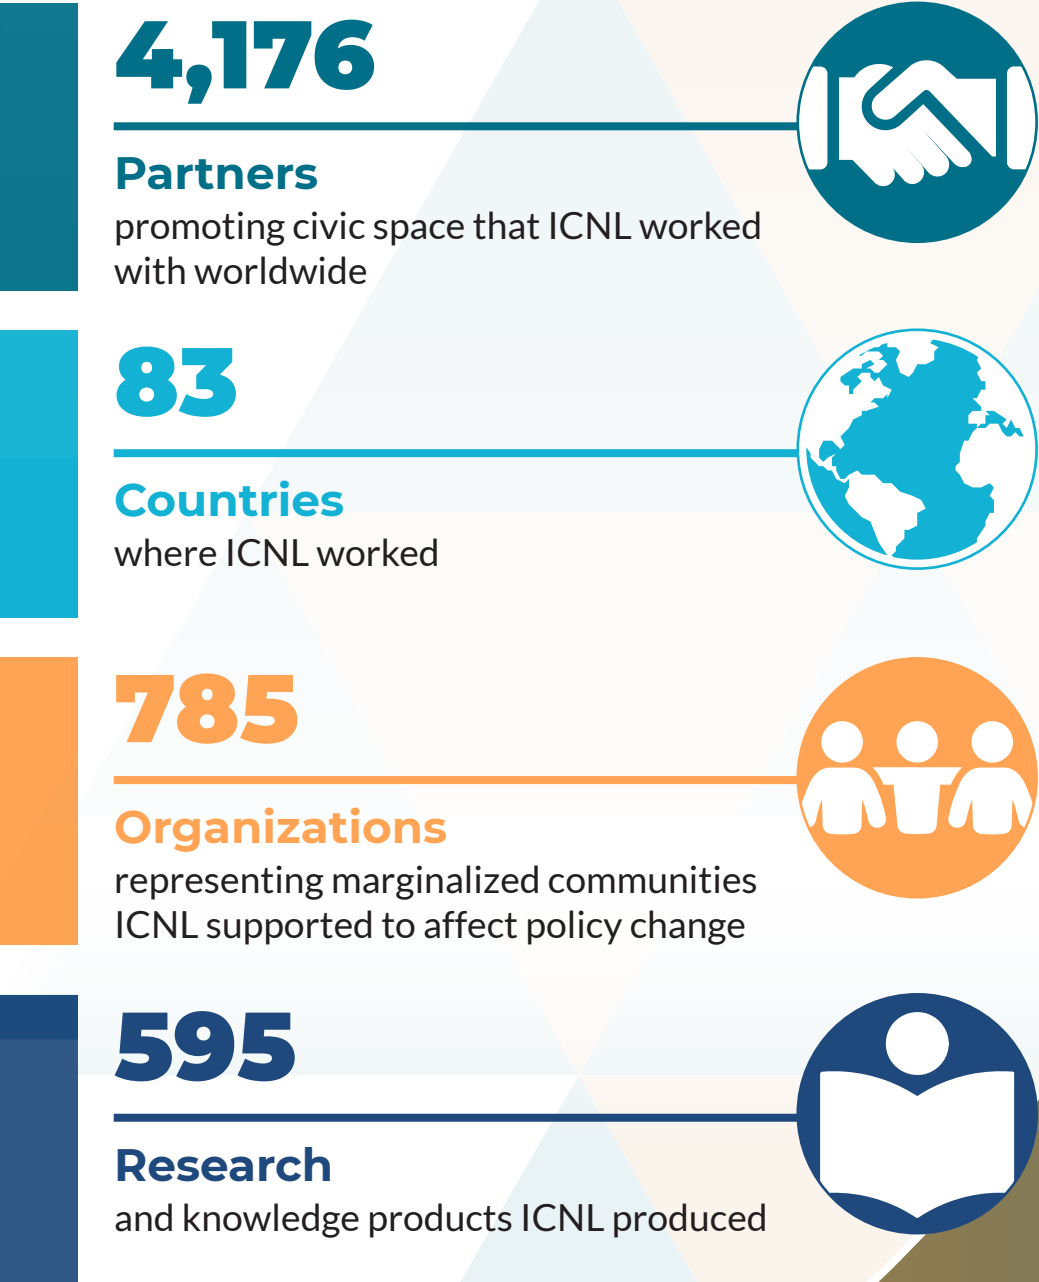 4,176
Partners
promoting civic space that ICNL worked
with worldwide
83
Countries
where ICNL worked
785
Organizations
representing marginalized communities
ICNL supported to affect policy change
595
Research
and knowledge products ICNL produced